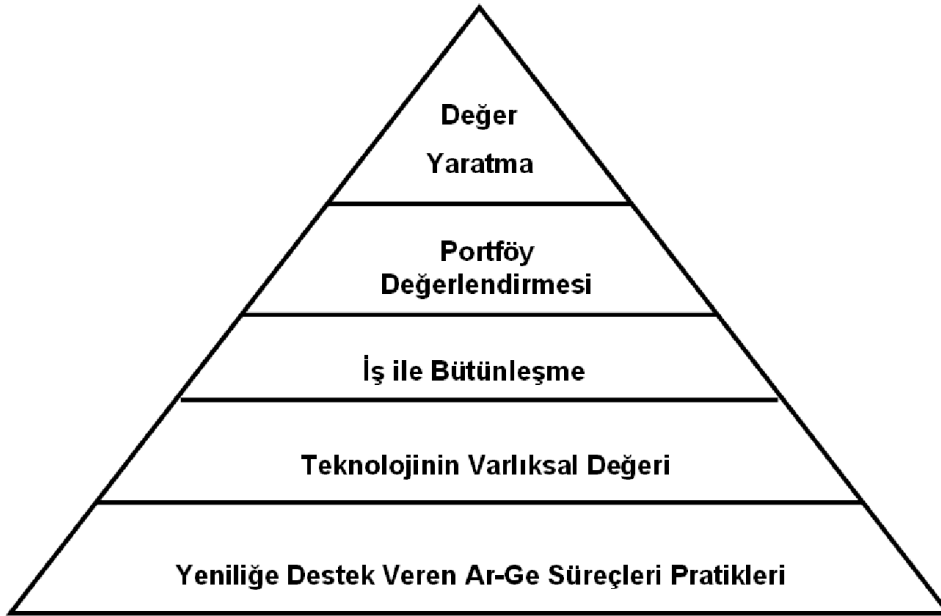 Değer
Yaratma
Portföy
Değerlendirmesi
İş ile Bütünleşme
Teknolojinin Varlıksal Değeri
Yeniliğe Destek Veren Ar-Ge Süreçleri Pratikleri